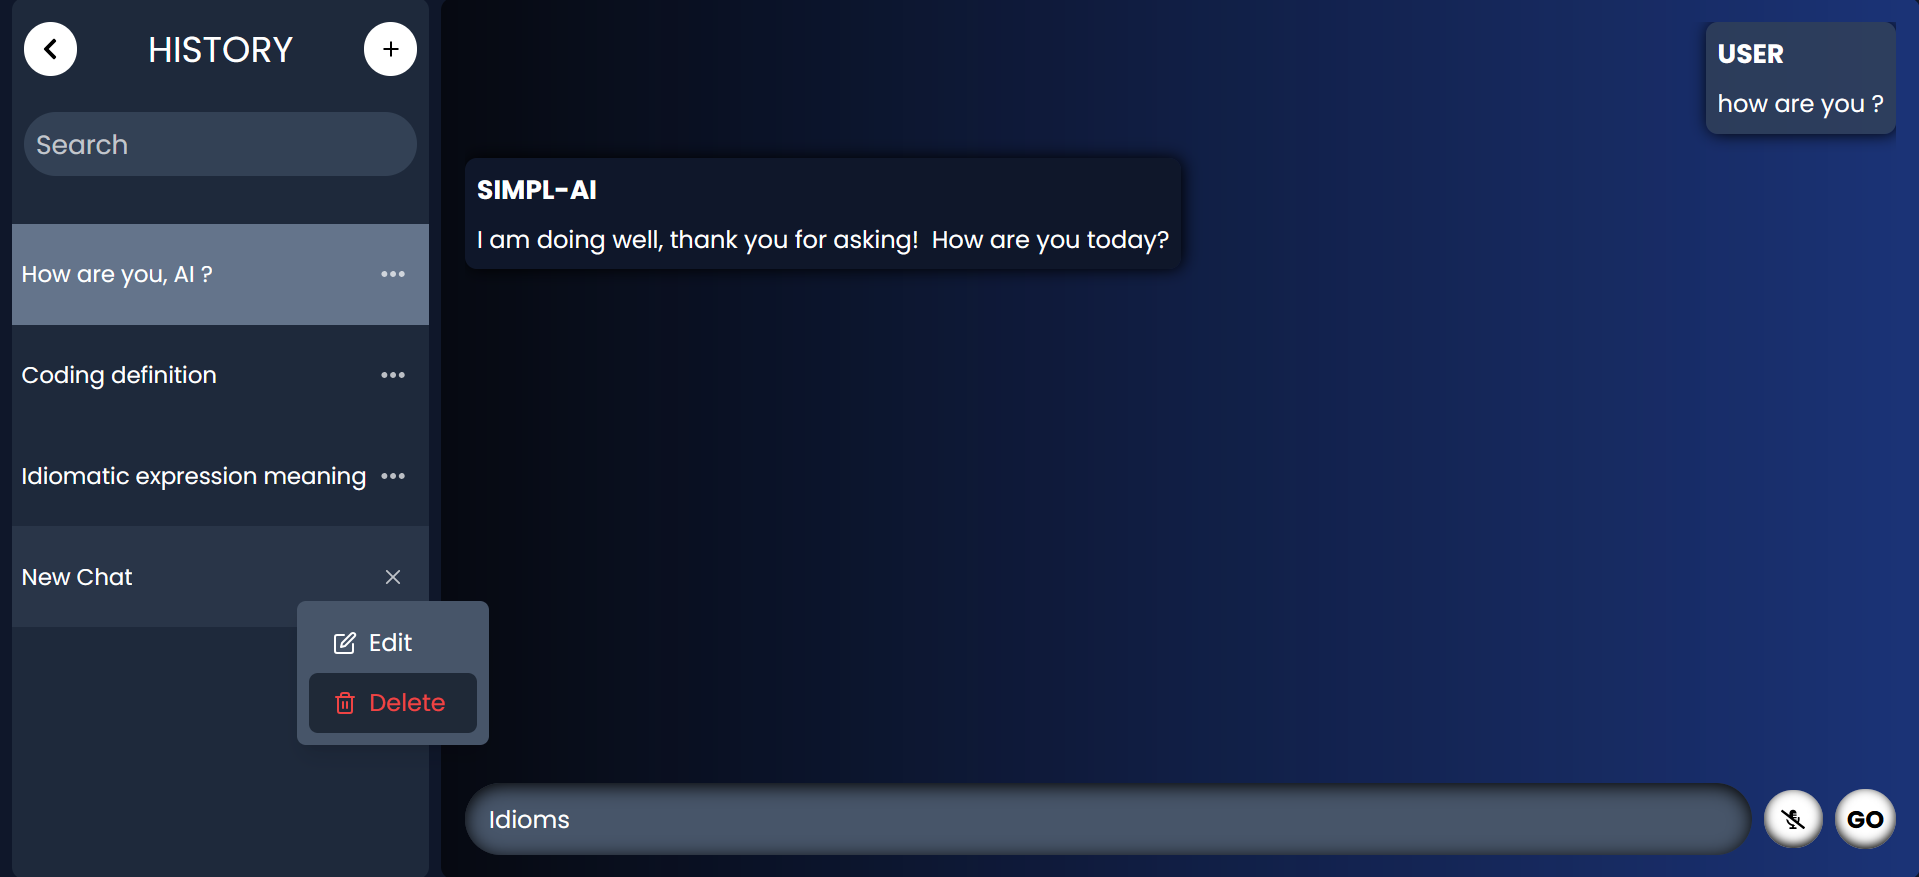 HISTORY
Search
How are you, AI ?
Coding definition
Idiomatic expression meaning
New Chat
Edit
Delete
USER
how are you ?
SIMPL-AI
I am doing well, thank you for asking!  How are you today?
Idioms
GO